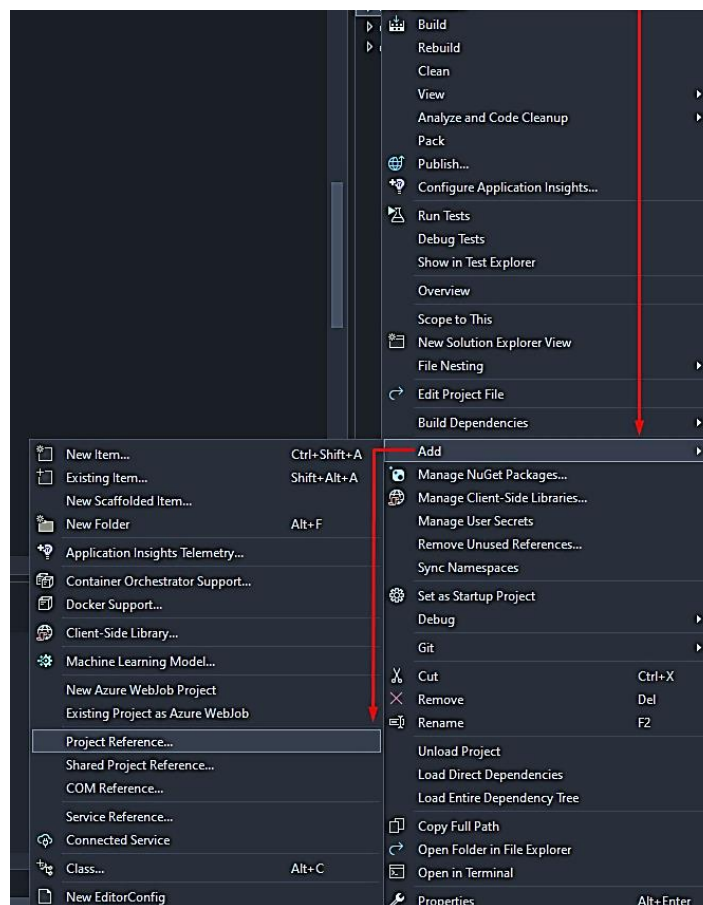 Build
Rebuild
Clean
View
Analyze and Code Cleanup
Pack
Publish...
Configure Application Insights...
Run Tests
Debug Tests
Show in Test Explorer
Overview
Scope to This
New Solution Explorer View
File Nesting
Edit Project File
Build Dependencies
Add
Manage NuGet Packages...
Manage Client-Side Libraries...
Manage User Secrets
Remove Unused References...
Sync Namespaces
Set as Startup Project
Debug
Git
Cut Ctrl+X
Remove Del
Rename F2
Unload Project
Load Direct Dependencies
Load Entire Dependency Tree
Copy Full Path
Open Folder in File Explorer
Open in Terminal
Properties Alt+Enter
New Item... Ctrl+Shift+A
Existing Item... Shift+Alt+A
New Scaffolded Item...
New Folder Alt+F
Application Insights Telemetry...
Container Orchestrator Support...
Docker Support...
Client-Side Library...
Machine Learning Model...
New Azure WebJob Project
Existing Project as Azure WebJob
Project Reference...
Shared Project Reference...
COM Reference...
Service Reference...
Connected Service
Class... Alt+C
New EditorConfig